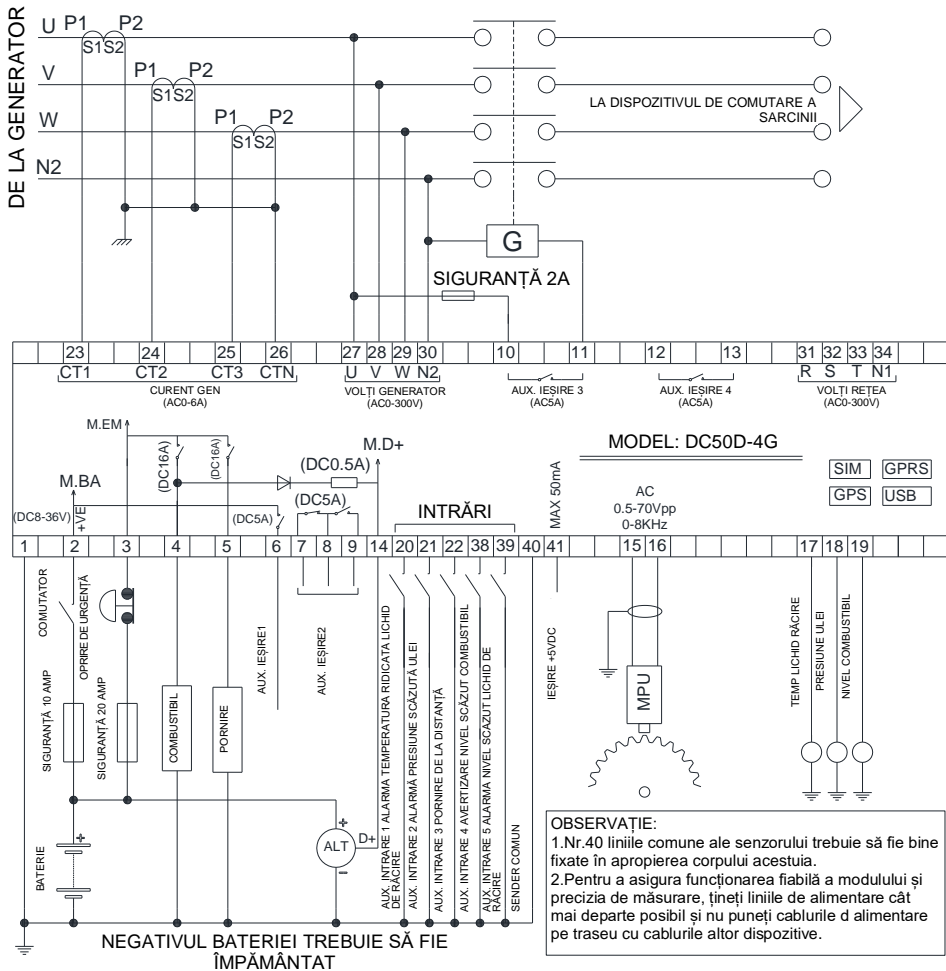 DE LA GENERATOR
U P1 P2
S1 S2
V P1 P2
S1 S2
W P1 P2
S1 S2
N2
LA DISPOZITIVUL DE COMUTARE A
SARCINII
G
SIGURANȚĂ 2A
23 24 25 26 27 28 29 30 10 11 12 13 31 32 33 34
CT1 CT2 CT3 CTN U V W N2 R S T N1
CURENT GEN
(AC0-6A)
VOLȚI GENERATOR
(AC0-300V)
AUX. IEȘIRE 3
(AC5A)
AUX. IEȘIRE 4
(AC5A)
VOLȚI REȚEA
(AC0-300V)
M.EM
M.BA
(DC8-36V)
+VE
(DC16A)
(DC16A)
(DC0.5A)
M.D+
(DC5A)
(DC5A)
INTRĂRI
MAX 50mA
MODEL: DC50D-4G
AC
0.5-70Vpp
0-8KHz
SIM GPRS
GPS USB
1 2 3 4 5 6 7 8 9 14 20 21 22 38 39 40 41 15 16 17 18 19
COMUTATOR
OPRIRE DE URGENȚĂ
SIGURANȚĂ 10 AMP
SIGURANȚĂ 20 AMP
COMBUSTIBIL
PORNIRE
AUX. IEȘIRE1
AUX. IEȘIRE2
BATERIE
+
-
ALT
D+
+
-
AUX. INTRARE 1 ALARMA TEMPERATURA RIDICATA LICHID
DE RĂCIRE
AUX. INTRARE 2 ALARMĂ PRESIUNE SCĂZUTĂ ULEI
AUX. INTRARE 3 PORNIRE DE LA DISTANȚĂ
AUX. INTRARE 4 AVERTIZARE NIVEL SCĂZUT COMBUSTIBIL
AUX. INTRARE 5 ALARMA NIVEL SCAZUT LICHID DE
RĂCIRE
SENDER COMUN
IEȘIRE +5VDC
MPU
TEMP LICHID RĂCIRE
PRESIUNE ULEI
NIVEL COMBUSTIBIL
NEGATIVUL BATERIEI TREBUIE SĂ FIE
ÎMPĂMÂNTAT
OBSERVAȚIE:
1.Nr.40 liniile comune ale senzorului trebuie să fie bine
fixate în apropierea corpului acestuia.
2.Pentru a asigura funcționarea fiabilă a modulului și
precizia de măsurare, țineți liniile de alimentare cât
mai departe posibil și nu puneți cablurile d alimentare
pe traseu cu cablurile altor dispozitive.